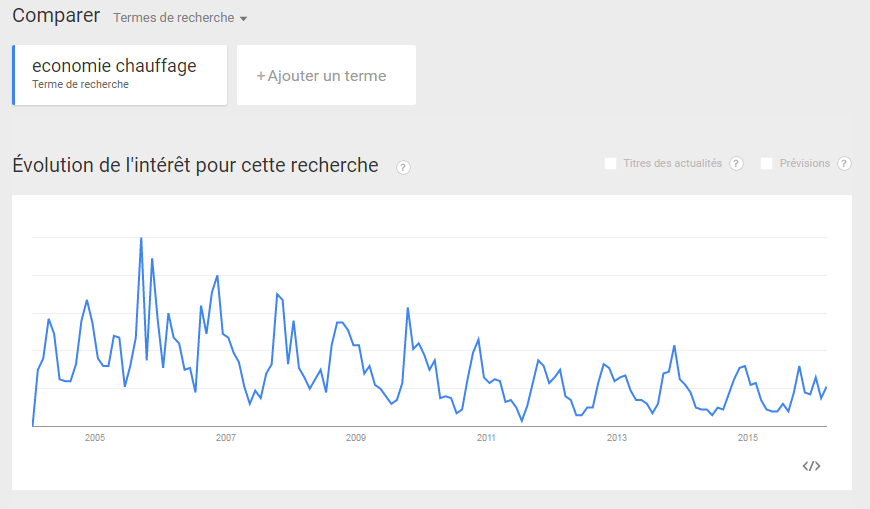 Comparer Termes de recherche
economie chauffage
Terme de recherche
+Ajouter un terme
Évolution de l'intérêt pour cette recherche ?
Titres des actualités ? Prévisions ?
2005 2007 2009 2011 2013 2015
</>